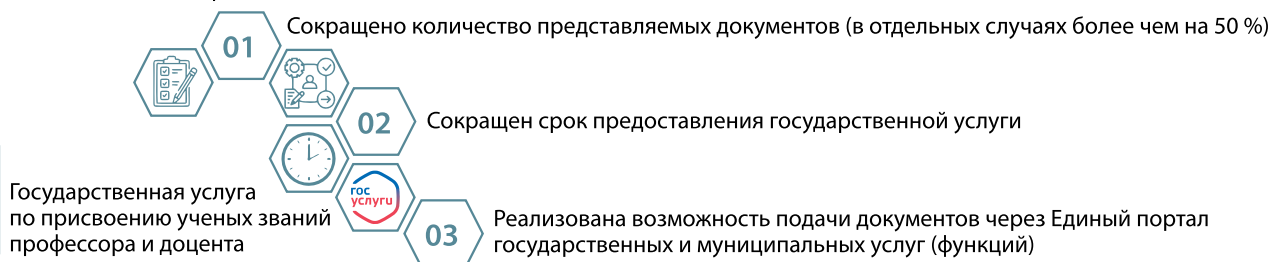 01
Сокращено количество представляемых документов (в отдельных случаях более чем на 50 %)
02
Сокращен срок предоставления государственной услуги
Государственная услуга
по присвоению ученых званий
профессора и доцента
гос
услуги
03
Реализована возможность подачи документов через Единый портал
государственных и муниципальных услуг (функций)